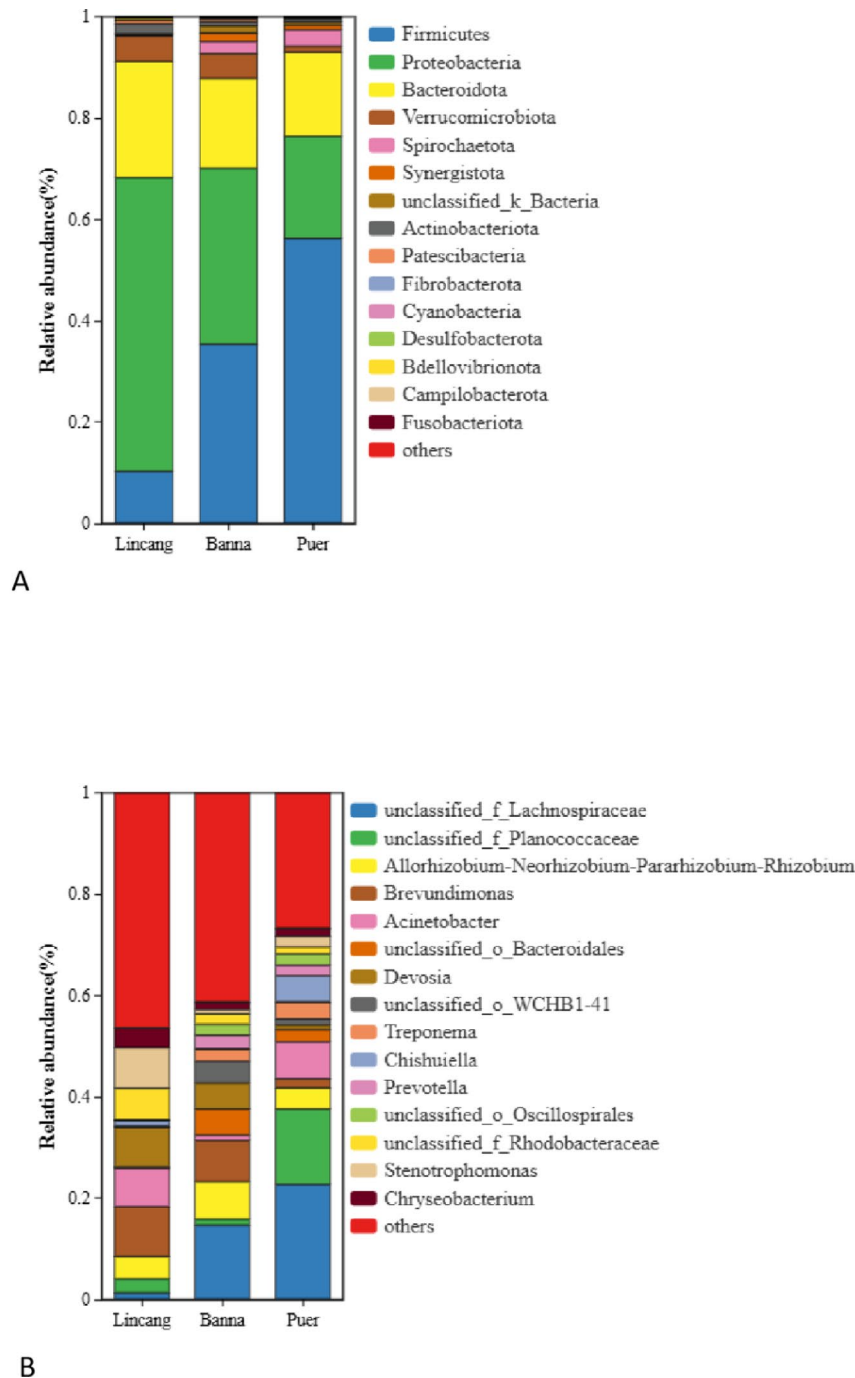 1
0.8
0.6
0.4
0.2
0
Relative abundance(%)
Lincang Banna Puer
Firmicutes
Proteobacteria
Bacteroidota
Verrucomicrobiota
Spirochaetota
Synergistota
unclassified_k_Bacteria
Actinobacteriota
Patescibacteria
Fibrobacterota
Cyanobacteria
Desulfobacterota
Bdellovibrionota
Campilobacterota
Fusobacteriota
others
A
1
0.8
0.6
0.4
0.2
0
Relative abundance(%)
Lincang Banna Puer
unclassified_f_Lachnospiraceae
unclassified_f_Planococcaceae
Allorhizobium-Neorhizobium-Pararhizobium-Rhizobium
Brevundimonas
Acinetobacter
unclassified_o_Bacteroidales
Devosia
unclassified_o_WCHB1-41
Treponema
Chishuiella
Prevotella
unclassified_o_Oscillospirales
unclassified_f_Rhodobacteraceae
Stenotrophomonas
Chryseobacterium
others
B